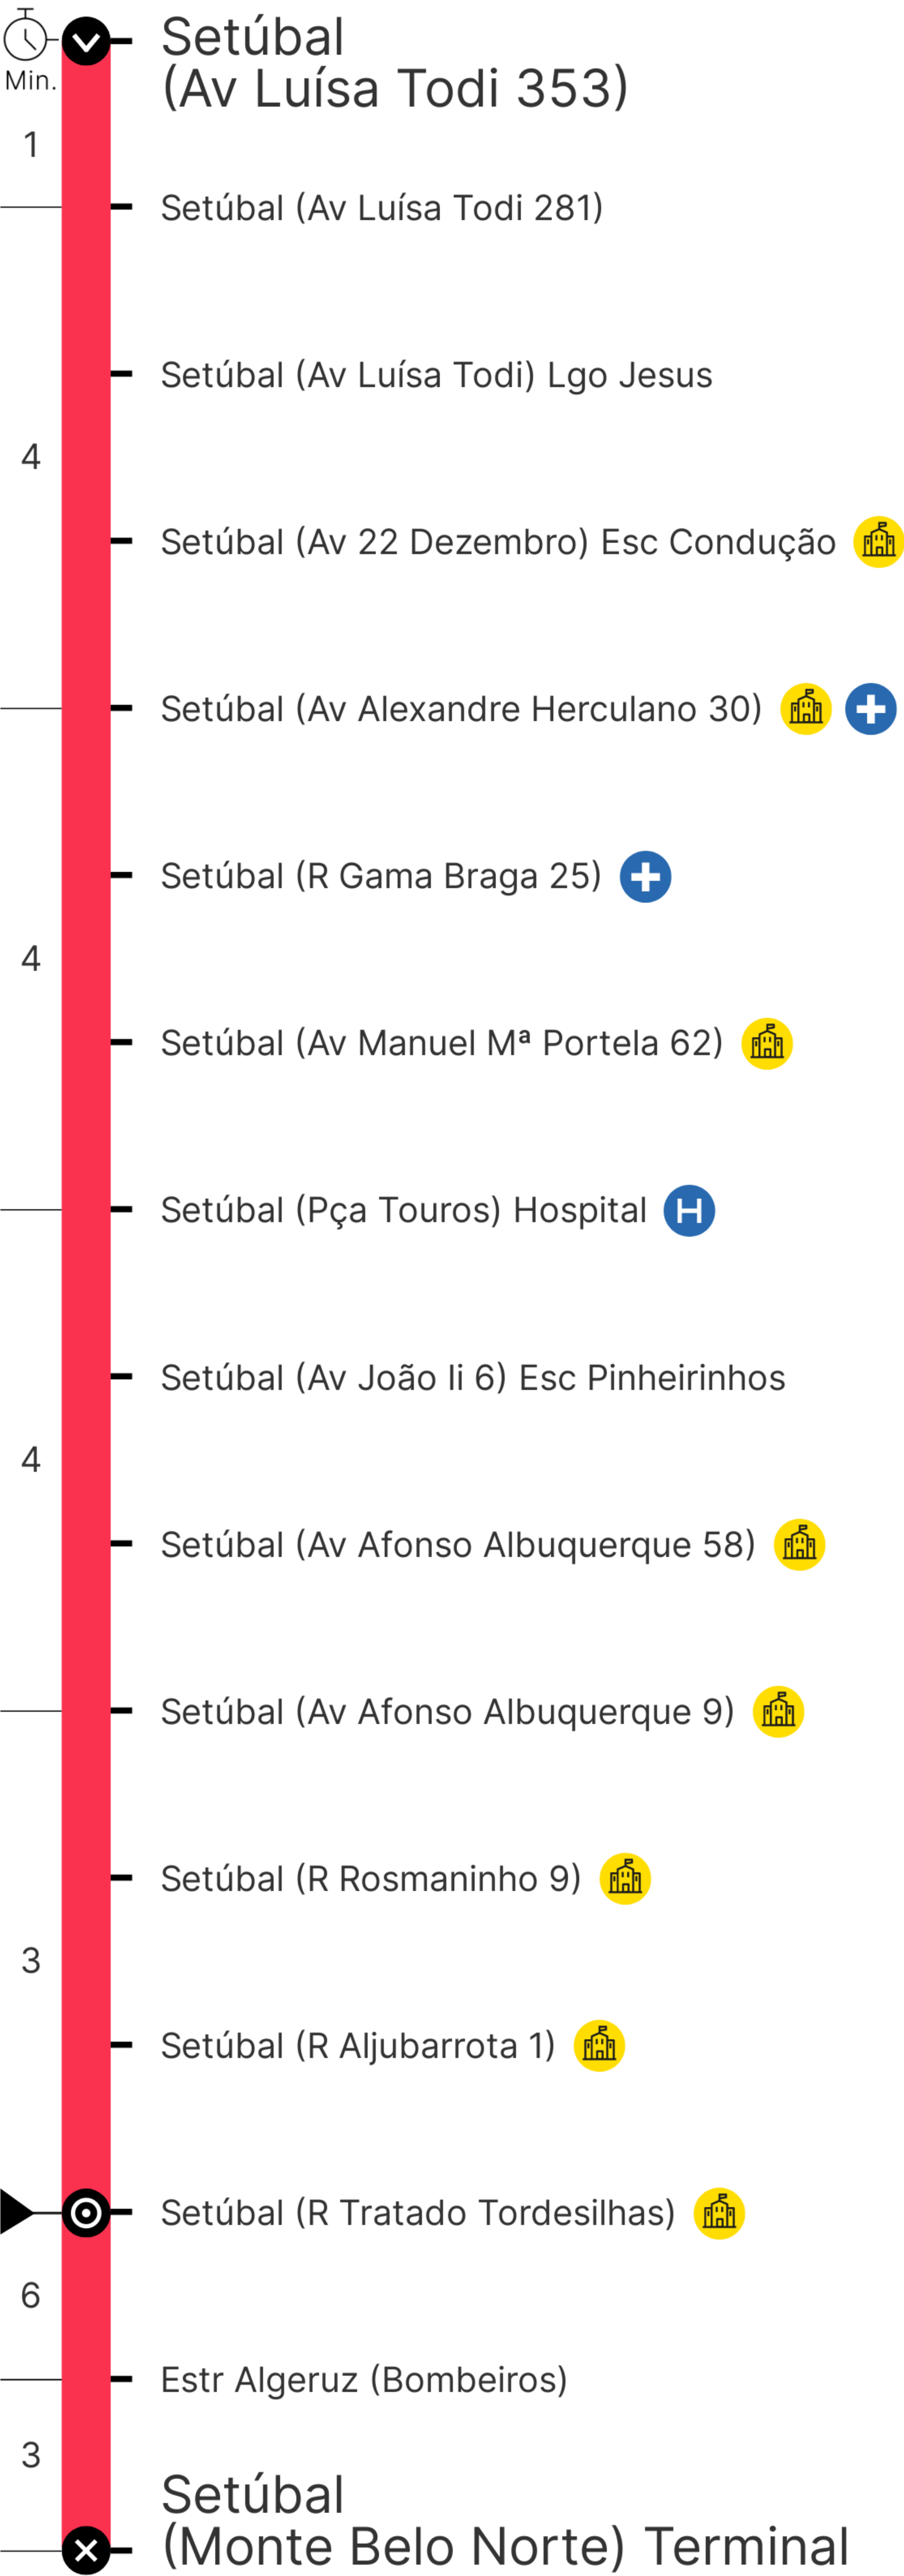 Setúbal
(Av Luísa Todi 353)
Min.
1
Setúbal (Av Luísa Todi 281)
Setúbal (Av Luísa Todi) Lgo Jesus
4
Setúbal (Av 22 Dezembro) Esc Condução
Setúbal (Av Alexandre Herculano 30)
Setúbal (R Gama Braga 25)
4
Setúbal (Av Manuel Mª Portela 62)
Setúbal (Pça Touros) Hospital H
Setúbal (Av João Ii 6) Esc Pinheirinhos
4
Setúbal (Av Afonso Albuquerque 58)
Setúbal (Av Afonso Albuquerque 9)
Setúbal (R Rosmaninho 9)
3
Setúbal (R Aljubarrota 1)
Setúbal (R Tratado Tordesilhas)
6
Estr Algeruz (Bombeiros)
3
Setúbal
(Monte Belo Norte) Terminal